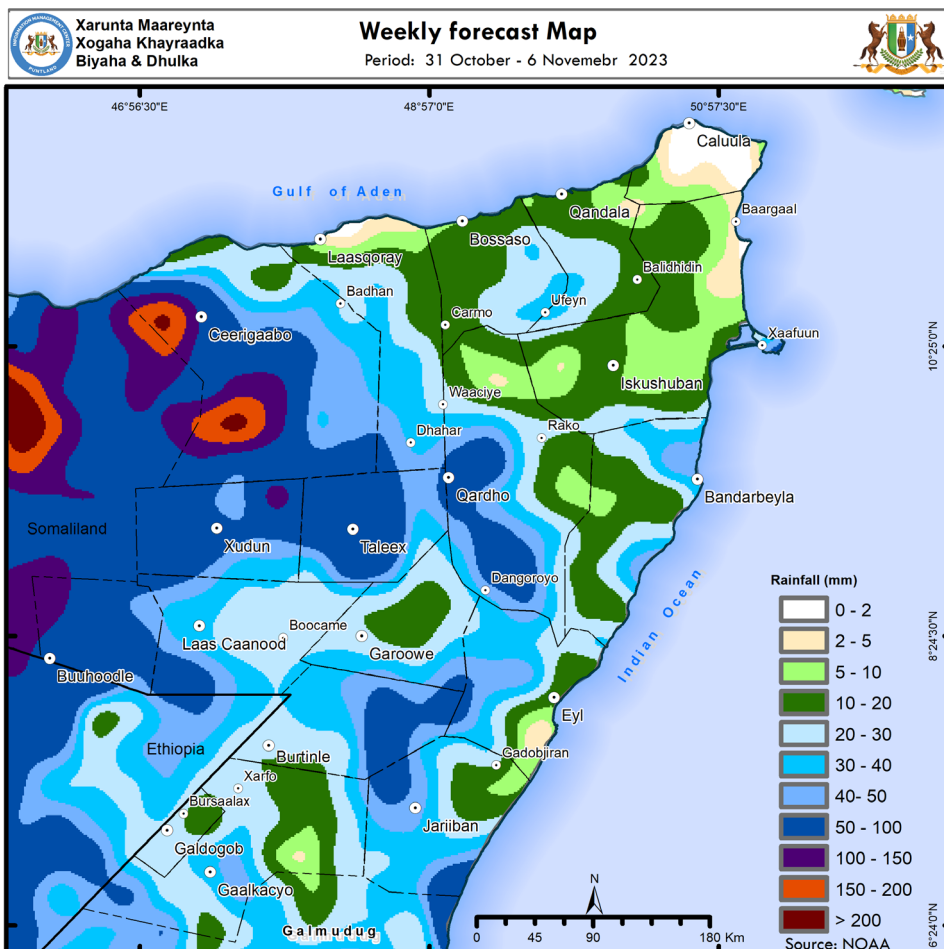 INFORMATION MANAGEMENT CENTER
PUNTLAND
Xarunta Maareynta
Xogaha Khayraadka
Biyaha & Dhulka
Weekly forecast Map
Period: 31 October - 6 Novemebr 2023
46°56'30"E
48°57'0"E
50°57'30"E
Caluula
Gulf of Aden
Qandala
Baargaal
Bossaso
Laasqoray
Balidhidin
Badhan
Ufeyn
Ceerigaabo
Carmo
Xaafuun
10°25'0"N
Iskushuban
Waaciye
Dhahar
Rako
Qardho
Bandarbeyla
Somaliland
Xudun
Taleex
Dangoroyo
Indian Ocean
Boocame
Laas Caanood
Garoowe
8°24'30"N
Buuhoodle
Eyl
Ethiopia
Burtinle
Gadobjiran
Xarfo
Bursaalax
Jariiban
Galdogob
Gaalkacyo
Galmudug
6°24'0"N
Rainfall (mm)
0 - 2
2 - 5
5 - 10
10 - 20
20 - 30
30 - 40
40- 50
50 - 100
100 - 150
150 - 200
> 200
Source: NOAA
N
0 45 90 180 Km